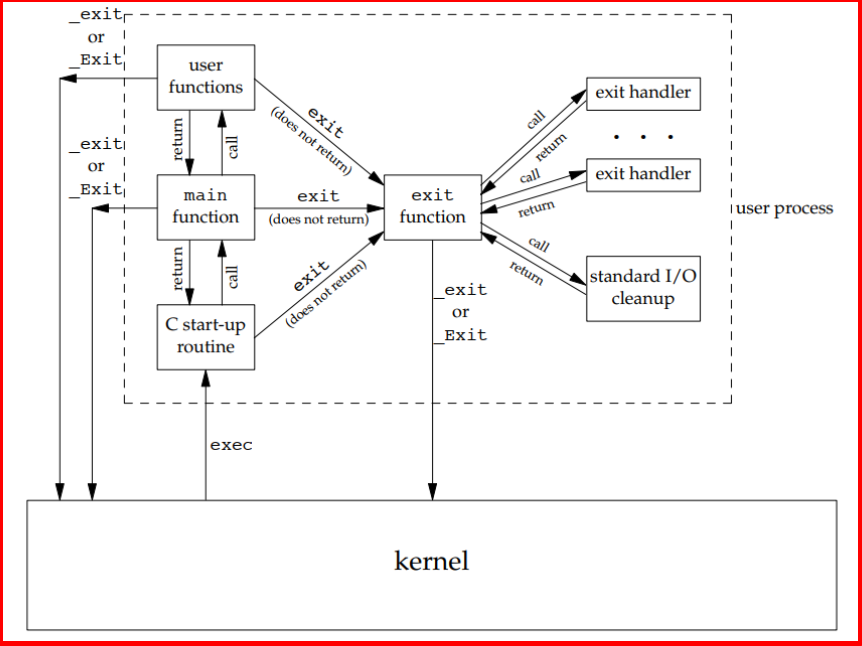 _exit
or
_Exit
user
functions
exit
(does not return)
return
call
_exit
or
_Exit
main
function
exit
(does not return)
exit
function
call
return
exit handler
. . .
call
return
exit handler
call
return
standard I/O
cleanup
user process
return
call
exit
(does not return)
C start-up
routine
_exit
or
_Exit
exec
kernel